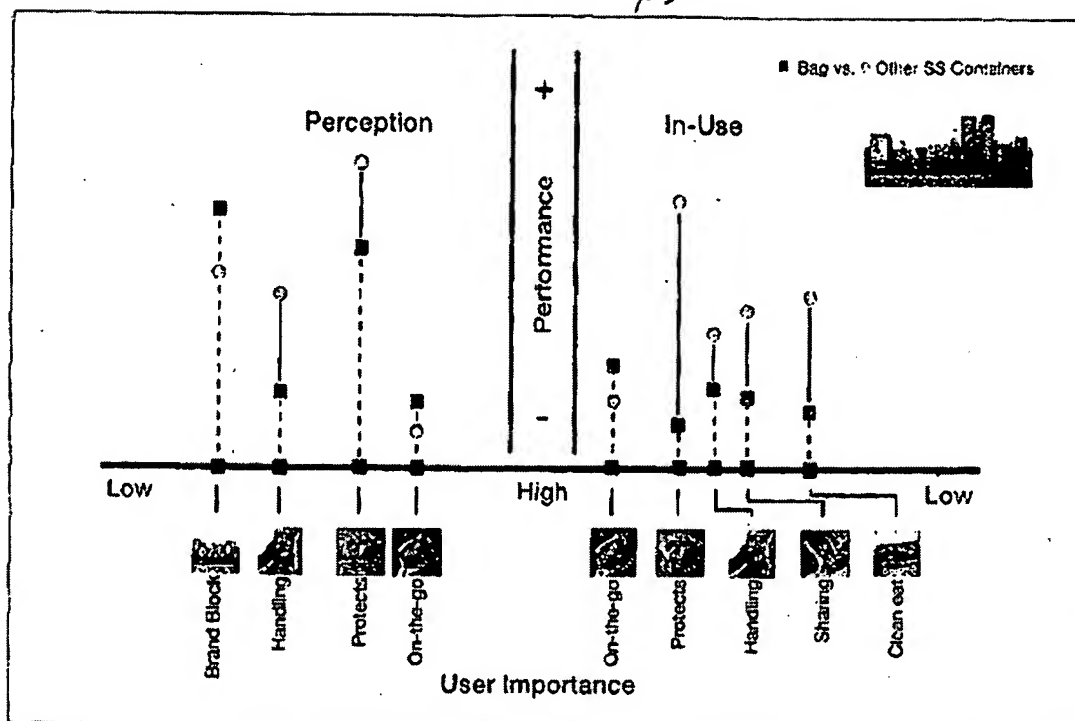 ■ Bag vs. ○ Other SS Containers
Perception
In-Use
+
Performance
-
Low
High
Low
Brand Block
Handling
Protects
On-the-go
On-the-go
Protects
Handling
Sharing
Clean eat
User Importance